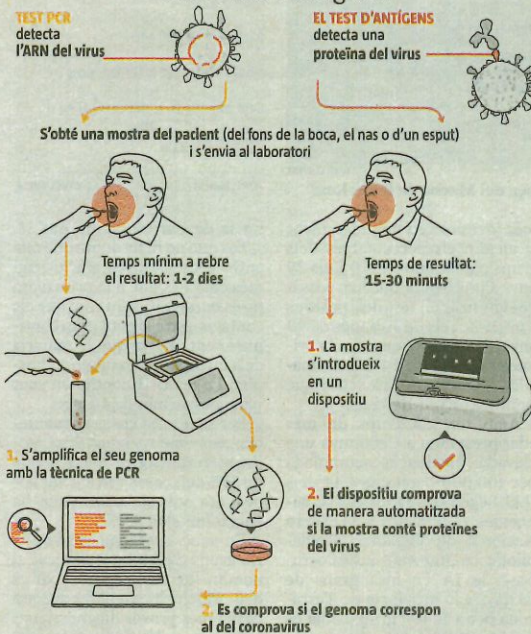 TEST PCR
detecta
l'ARN del virus
EL TEST D'ANTÍGENS
detecta una
proteïna del virus
S'obté una mostra del pacient (del fons de la boca, el nas o d'un esput)
i s'envia al laboratori
Temps mínim a rebre
el resultat: 1-2 dies
Temps de resultat:
15-30 minuts
1. S'amplifica el seu genoma
amb la tècnica de PCR
2. Es comprova si el genoma correspon
al del coronavirus
1. La mostra
s'introdueix
en un
dispositiu
2. El dispositiu comprova
de manera automatitzada
si la mostra conté proteïnes
del virus